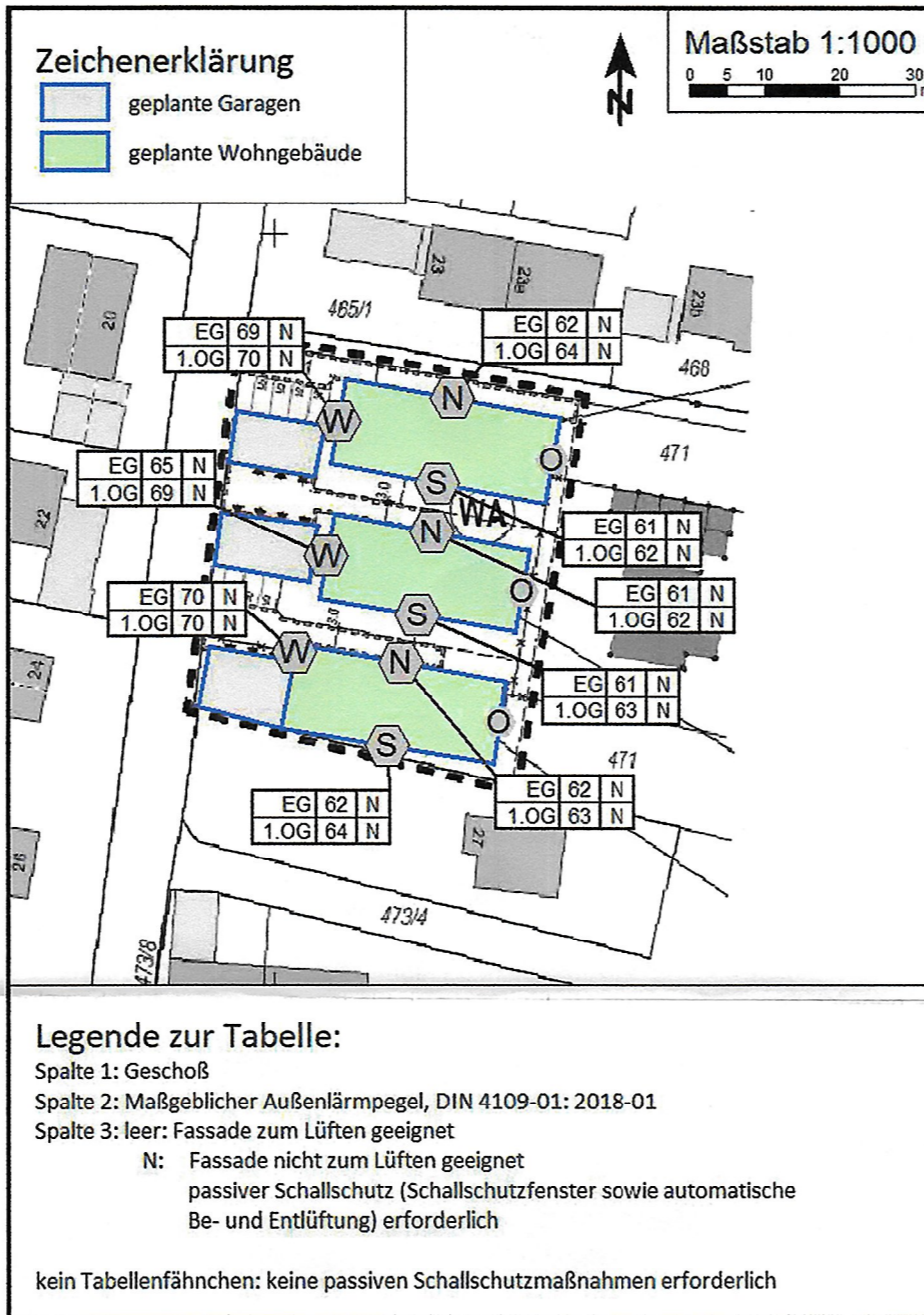 Zeichenerklärung
geplante Garagen
geplante Wohngebäude
N
Maßstab 1:1000
0 5 10 20 30
m
20
23
23a
23b
465/1
468
EG 69 N
1.OG 70 N
EG 62 N
1.OG 64 N
N
W
O
471
S
EG 65 N
1.OG 69 N
3.0
WA
22
N
W
EG 61 N
1.OG 62 N
O
EG 61 N
1.OG 62 N
EG 70 N
1.OG 70 N
S
3.0
W
N
24
EG 61 N
1.OG 63 N
O
S
471
EG 62 N
1.OG 63 N
EG 62 N
1.OG 64 N
27
26
473/4
473/8
Legende zur Tabelle:
Spalte 1: Geschoß
Spalte 2: Maßgeblicher Außenlärmpegel, DIN 4109-01: 2018-01
Spalte 3: leer: Fassade zum Lüften geeignet
N: Fassade nicht zum Lüften geeignet
passiver Schallschutz (Schallschutzfenster sowie automatische
Be- und Entlüftung) erforderlich
kein Tabellenfähnchen: keine passiven Schallschutzmaßnahmen erforderlich